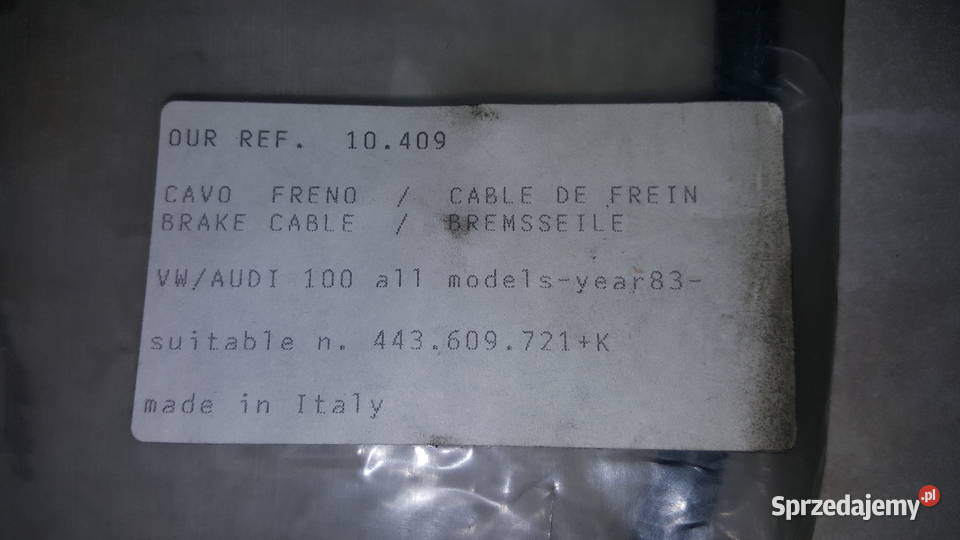 OUR REF. 10.409
CAVO FRENO / CABLE DE FREIN
BRAKE CABLE / BREMSSEILE
VW/AUDI 100 all models-year83-
suitable n. 443.609.721+K
made in Italy
Sprzedajemy.pl